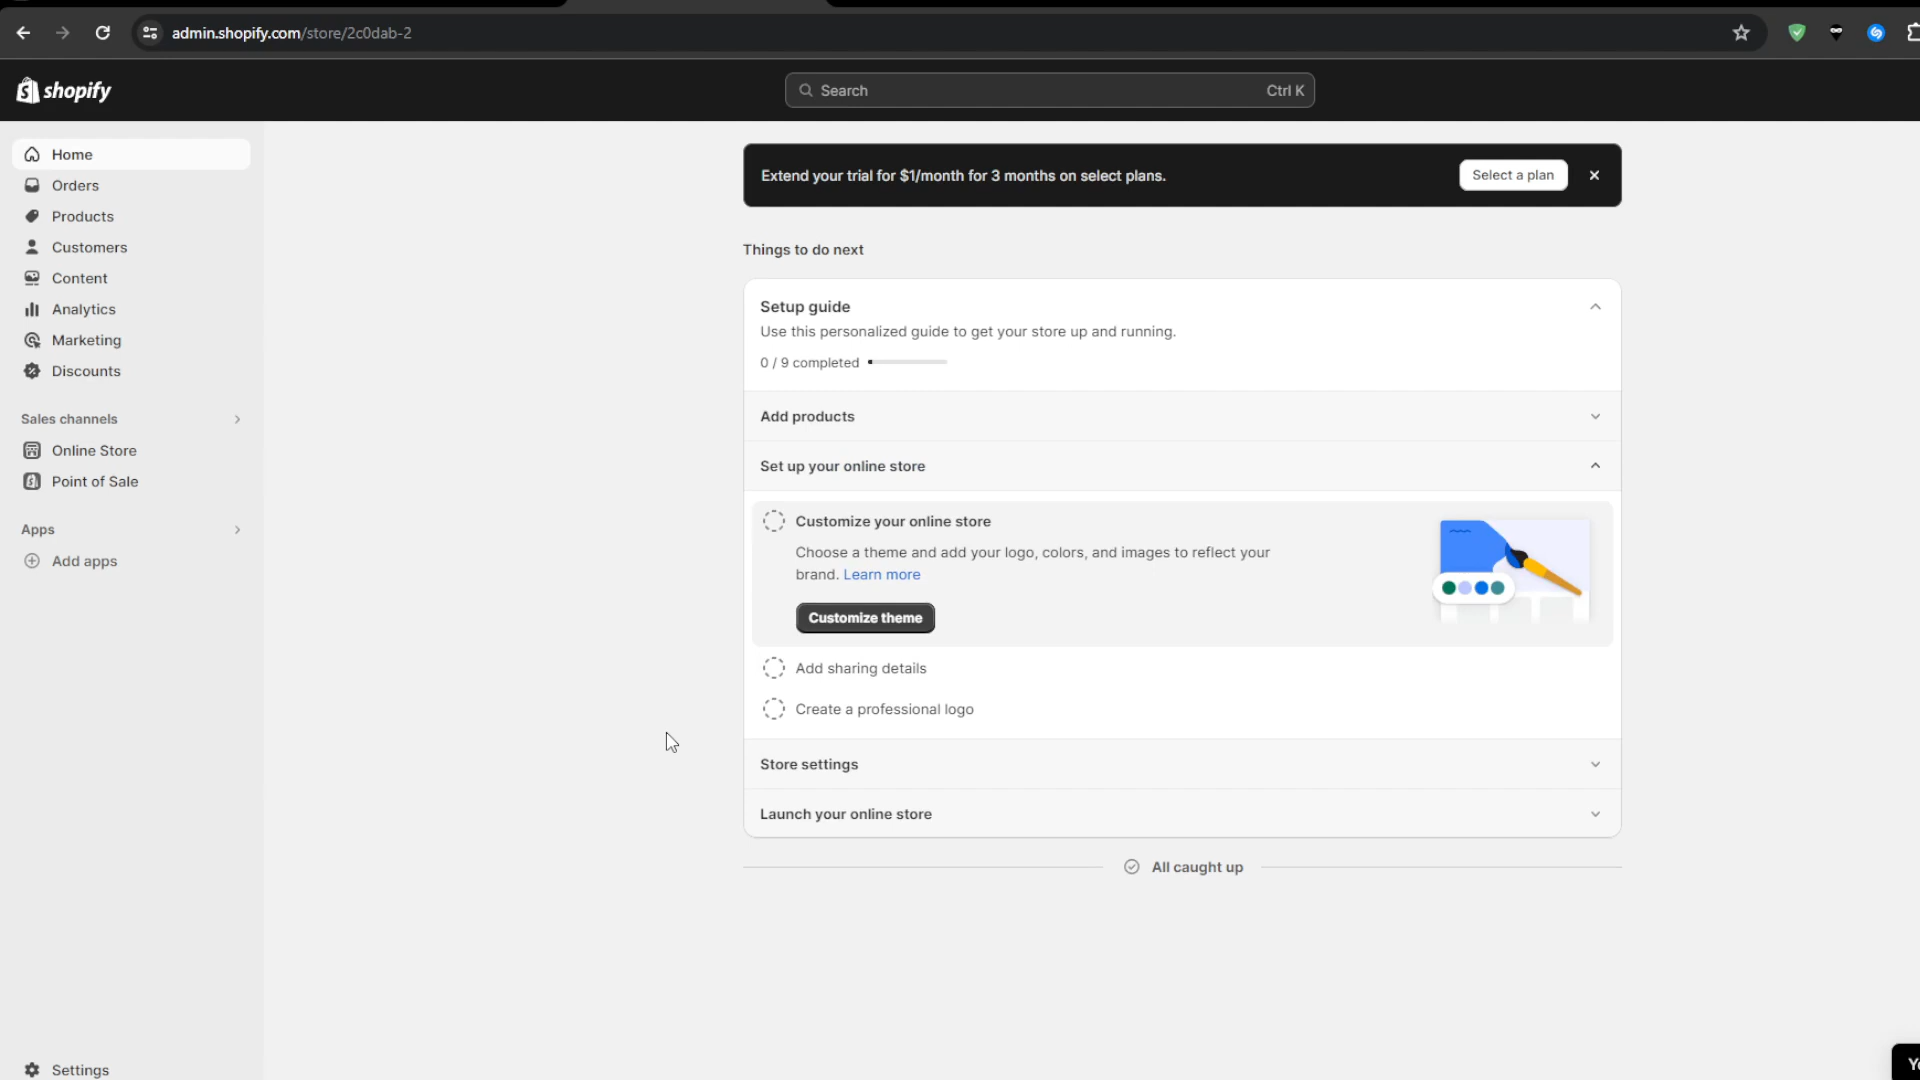 admin.shopify.com/store/2c0dab-2
shopify
Search
Ctrl K
Home
Orders
Products
Customers
Content
Analytics
Marketing
Discounts
Sales channels
Online Store
Point of Sale
Apps
Add apps
Settings
Extend your trial for $1/month for 3 months on select plans.
Select a plan
Things to do next
Setup guide
Use this personalized guide to get your store up and running.
0 / 9 completed
Add products
Set up your online store
Customize your online store
Choose a theme and add your logo, colors, and images to reflect your
brand. Learn more
Customize theme
Add sharing details
Create a professional logo
Store settings
Launch your online store
All caught up